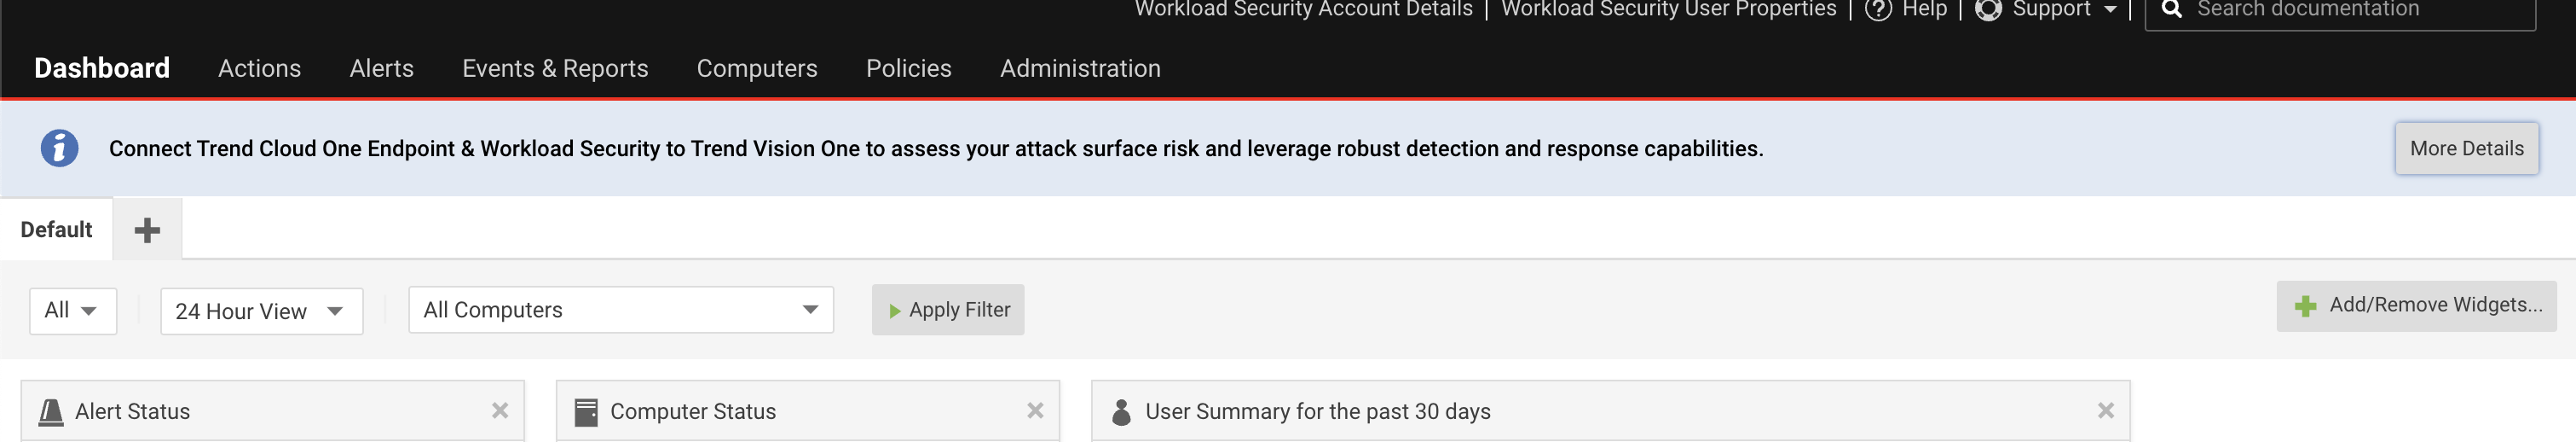 Workload Security Account Details | Workload Security User Properties | ? Help | Support | Search documentation
Dashboard Actions Alerts Events & Reports Computers Policies Administration
i Connect Trend Cloud One Endpoint & Workload Security to Trend Vision One to assess your attack surface risk and leverage robust detection and response capabilities. More Details
Default
All 24 Hour View All Computers Apply Filter Add/Remove Widgets...
Alert Status Computer Status User Summary for the past 30 days